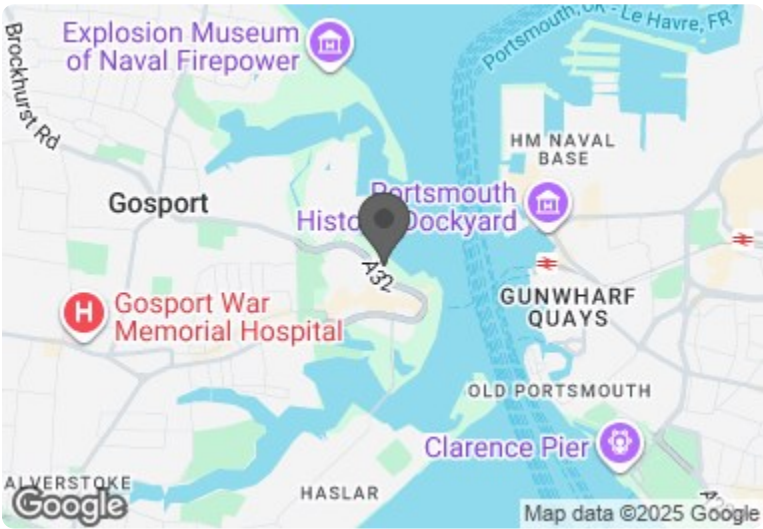 Explosion Museum
of Naval Firepower
Portsmouth, UK - Le Havre, FR
Brockhurst Rd
HM NAVAL
BASE
Gosport
Portsmouth
Dockyard
A32
H
Gosport War
Memorial Hospital
GUNWHARF
QUAYS
OLD PORTSMOUTH
Clarence Pier
ALVERSTOKE
HASLAR
Google
Map data ©2025 Google